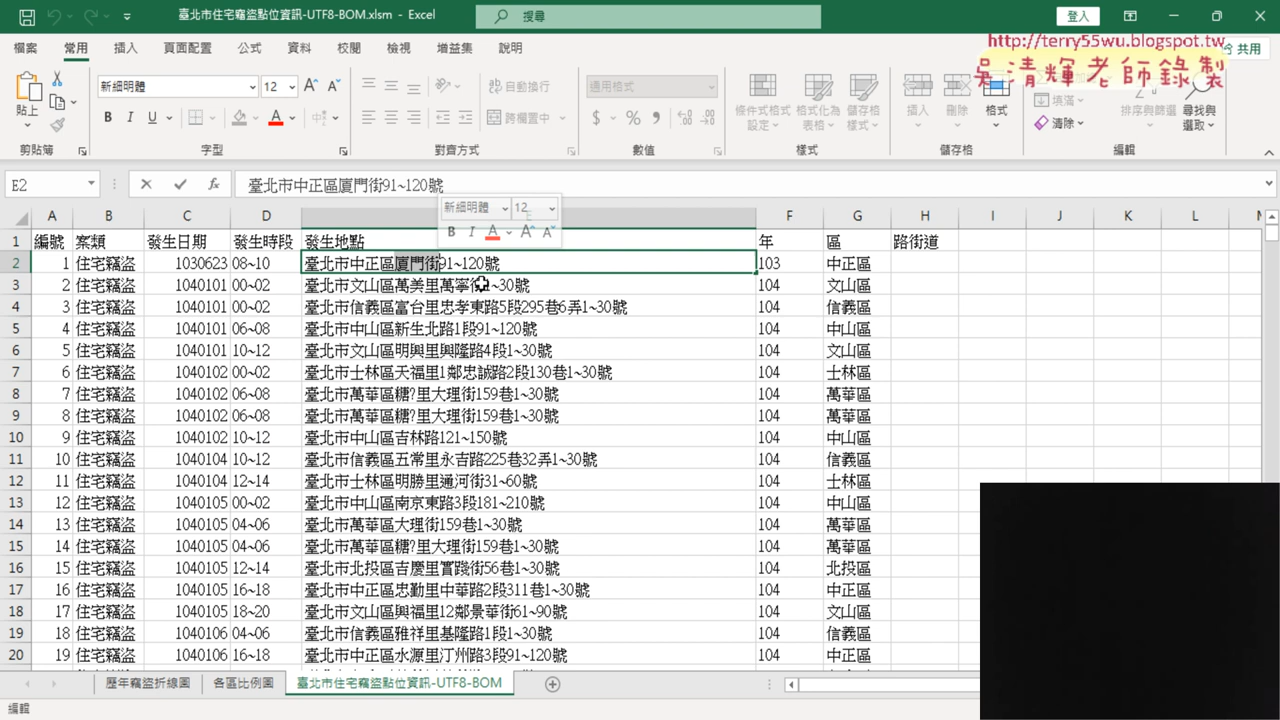 臺北市住宅竊盜點位資訊-UTF8-BOM.xlsm - Excel
搜尋
登入
檔案 常用 插入 頁面配置 公式 資料 校閱 檢視 增益集 說明
http://terry55wu.blogspot.tw
共用
吳清輝老師錄製
貼上
新細明體 12
B I U
自動換行
跨欄置中
通用格式
條件式格式設定
格式化為表格
儲存格樣式
插入 刪除 格式
填滿
清除
排序與篩選
尋找與選取
剪貼簿 字型 對齊方式 數值 樣式 儲存格 編輯
E2
臺北市中正區廈門街91~120號
新細明體 12
B I A
A B C D E F G H I J K L M
1 編號 案類 發生日期 發生時段 發生地點 年 區 路街道
2 1 住宅竊盜 1030623 08~10 臺北市中正區廈門街91~120號 103 中正區
3 2 住宅竊盜 1040101 00~02 臺北市文山區萬美里萬寧街1~30號 104 文山區
4 3 住宅竊盜 1040101 00~02 臺北市信義區富台里忠孝東路5段295巷6弄1~30號 104 信義區
5 4 住宅竊盜 1040101 06~08 臺北市中山區新生北路1段91~120號 104 中山區
6 5 住宅竊盜 1040101 10~12 臺北市文山區明興里興隆路4段1~30號 104 文山區
7 6 住宅竊盜 1040102 00~02 臺北市士林區天福里1鄰忠誠路2段130巷1~30號 104 士林區
8 7 住宅竊盜 1040102 06~08 臺北市萬華區糖?里大理街159巷1~30號 104 萬華區
9 8 住宅竊盜 1040102 06~08 臺北市萬華區糖?里大理街159巷1~30號 104 萬華區
10 9 住宅竊盜 1040102 10~12 臺北市中山區吉林路121~150號 104 中山區
11 10 住宅竊盜 1040104 10~12 臺北市信義區五常里永吉路225巷32弄1~30號 104 信義區
12 11 住宅竊盜 1040104 12~14 臺北市士林區明勝里通河街31~60號 104 士林區
13 12 住宅竊盜 1040105 00~02 臺北市中山區南京東路3段181~210號 104 中山區
14 13 住宅竊盜 1040105 04~06 臺北市萬華區大理街159巷1~30號 104 萬華區
15 14 住宅竊盜 1040105 04~06 臺北市萬華區糖?里大理街159巷1~30號 104 萬華區
16 15 住宅竊盜 1040105 12~14 臺北市北投區吉慶里實踐街56巷1~30號 104 北投區
17 16 住宅竊盜 1040105 16~18 臺北市中正區忠勤里中華路2段311巷1~30號 104 中正區
18 17 住宅竊盜 1040105 18~20 臺北市文山區興福里12鄰景華街61~90號 104 文山區
19 18 住宅竊盜 1040106 04~06 臺北市信義區雅祥里基隆路1段1~30號 104 信義區
20 19 住宅竊盜 1040106 16~18 臺北市中正區水源里汀州路3段91~120號 104 中正區
歷年竊盜折線圖 各區比例圖 臺北市住宅竊盜點位資訊-UTF8-BOM
編輯